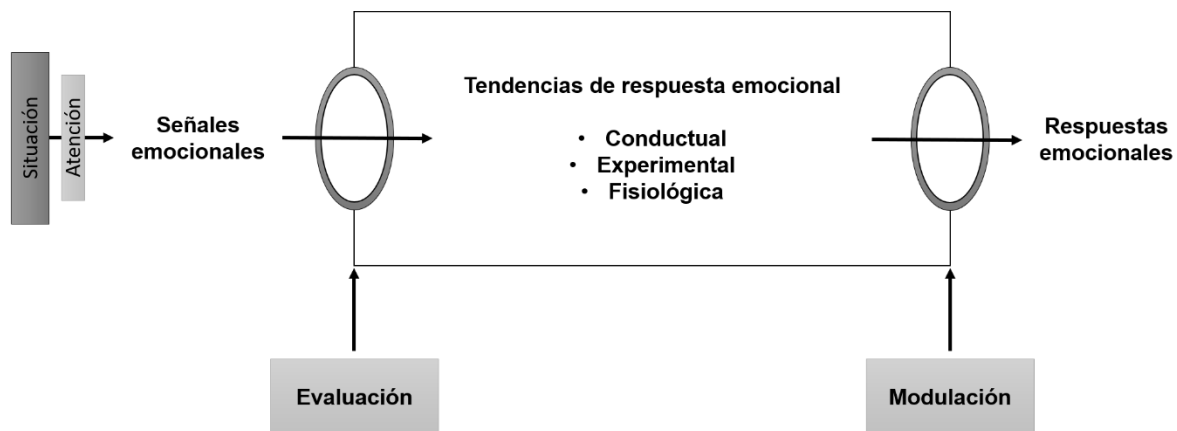 Situación
Atención
Señales
emocionales
Tendencias de respuesta emocional
• Conductual
• Experimental
• Fisiológica
Respuestas
emocionales
Evaluación
Modulación